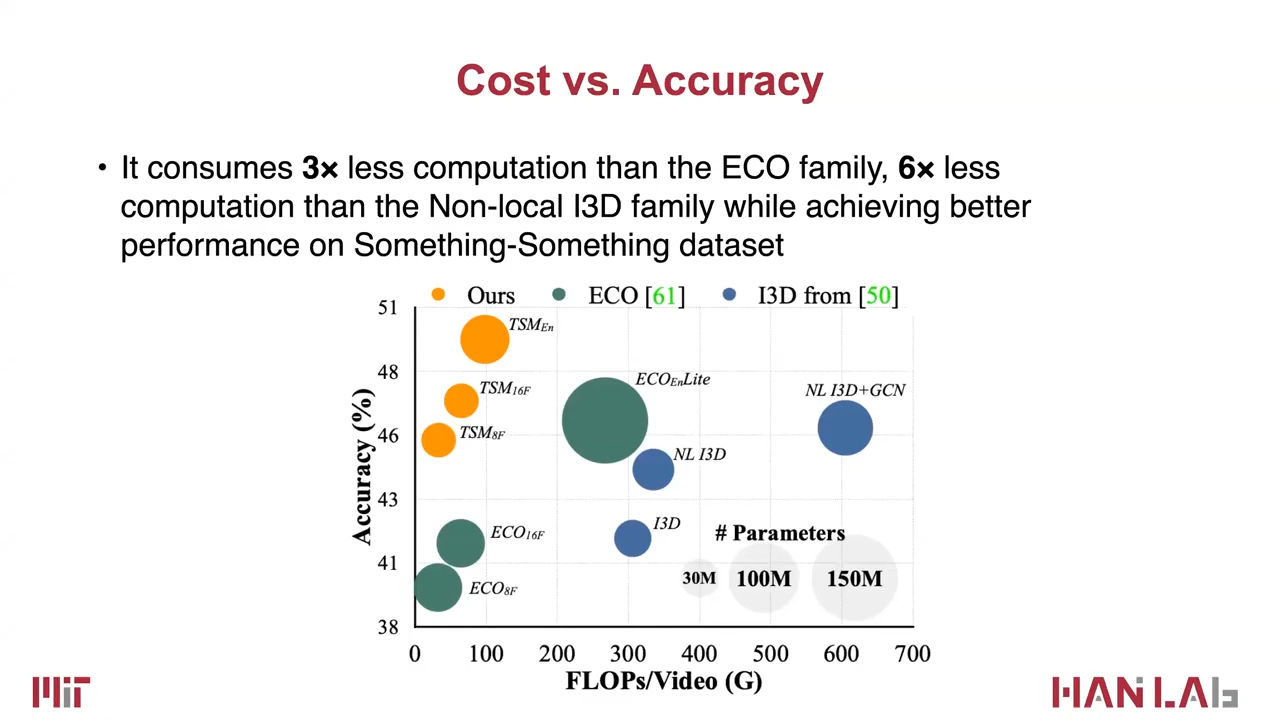 Cost vs. Accuracy
• It consumes 3× less computation than the ECO family, 6× less
computation than the Non-local I3D family while achieving better
performance on Something-Something dataset
Ours
ECO [61]
I3D from [50]
51
48
46
43
41
38
Accuracy (%)
TSMEn
TSM16F
TSM8F
ECOEnLite
NL I3D+GCN
NL I3D
I3D
ECO16F
ECO8F
# Parameters
30M
100M
150M
0 100 200 300 400 500 600 700
FLOPs/Video (G)
MIT
HAN LAb